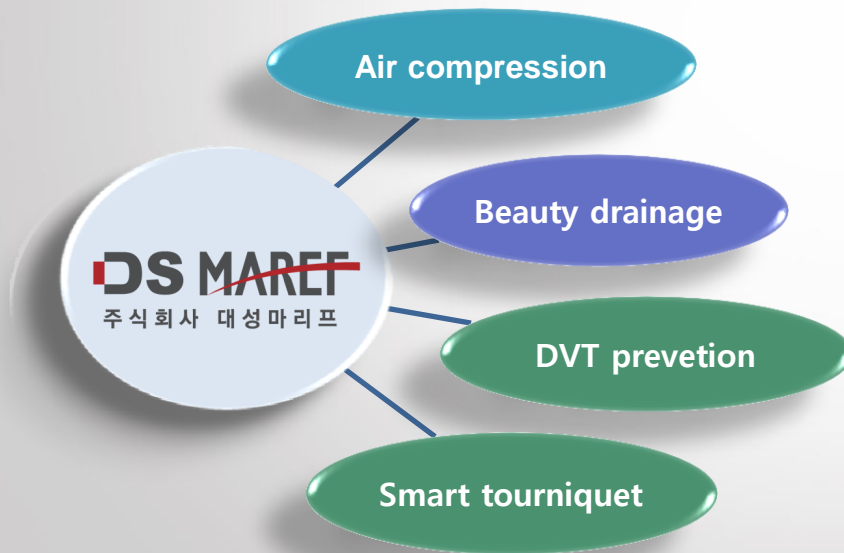 Air compression
Beauty drainage
DS MAREF
주식회사 대성마리프
DVT prevetion
Smart tourniquet